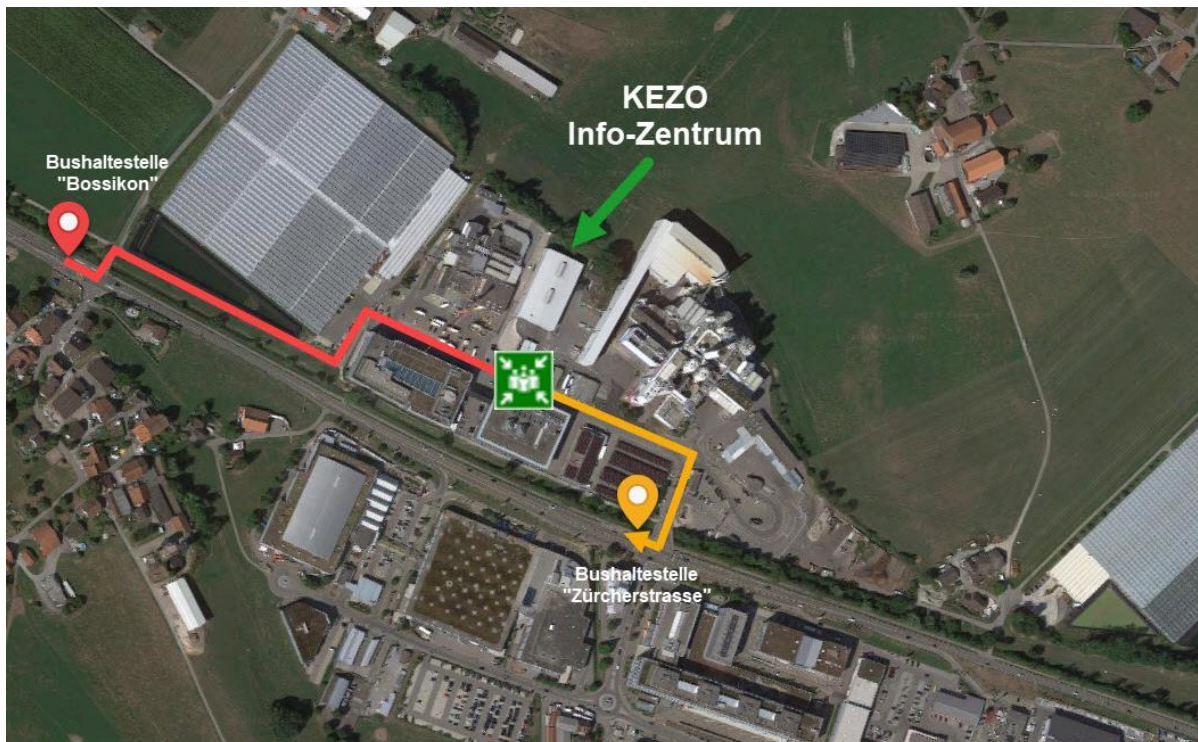 KEZO
Info-Zentrum
Bushaltestelle
"Bossikon"
Bushaltestelle
"Zürcherstrasse"